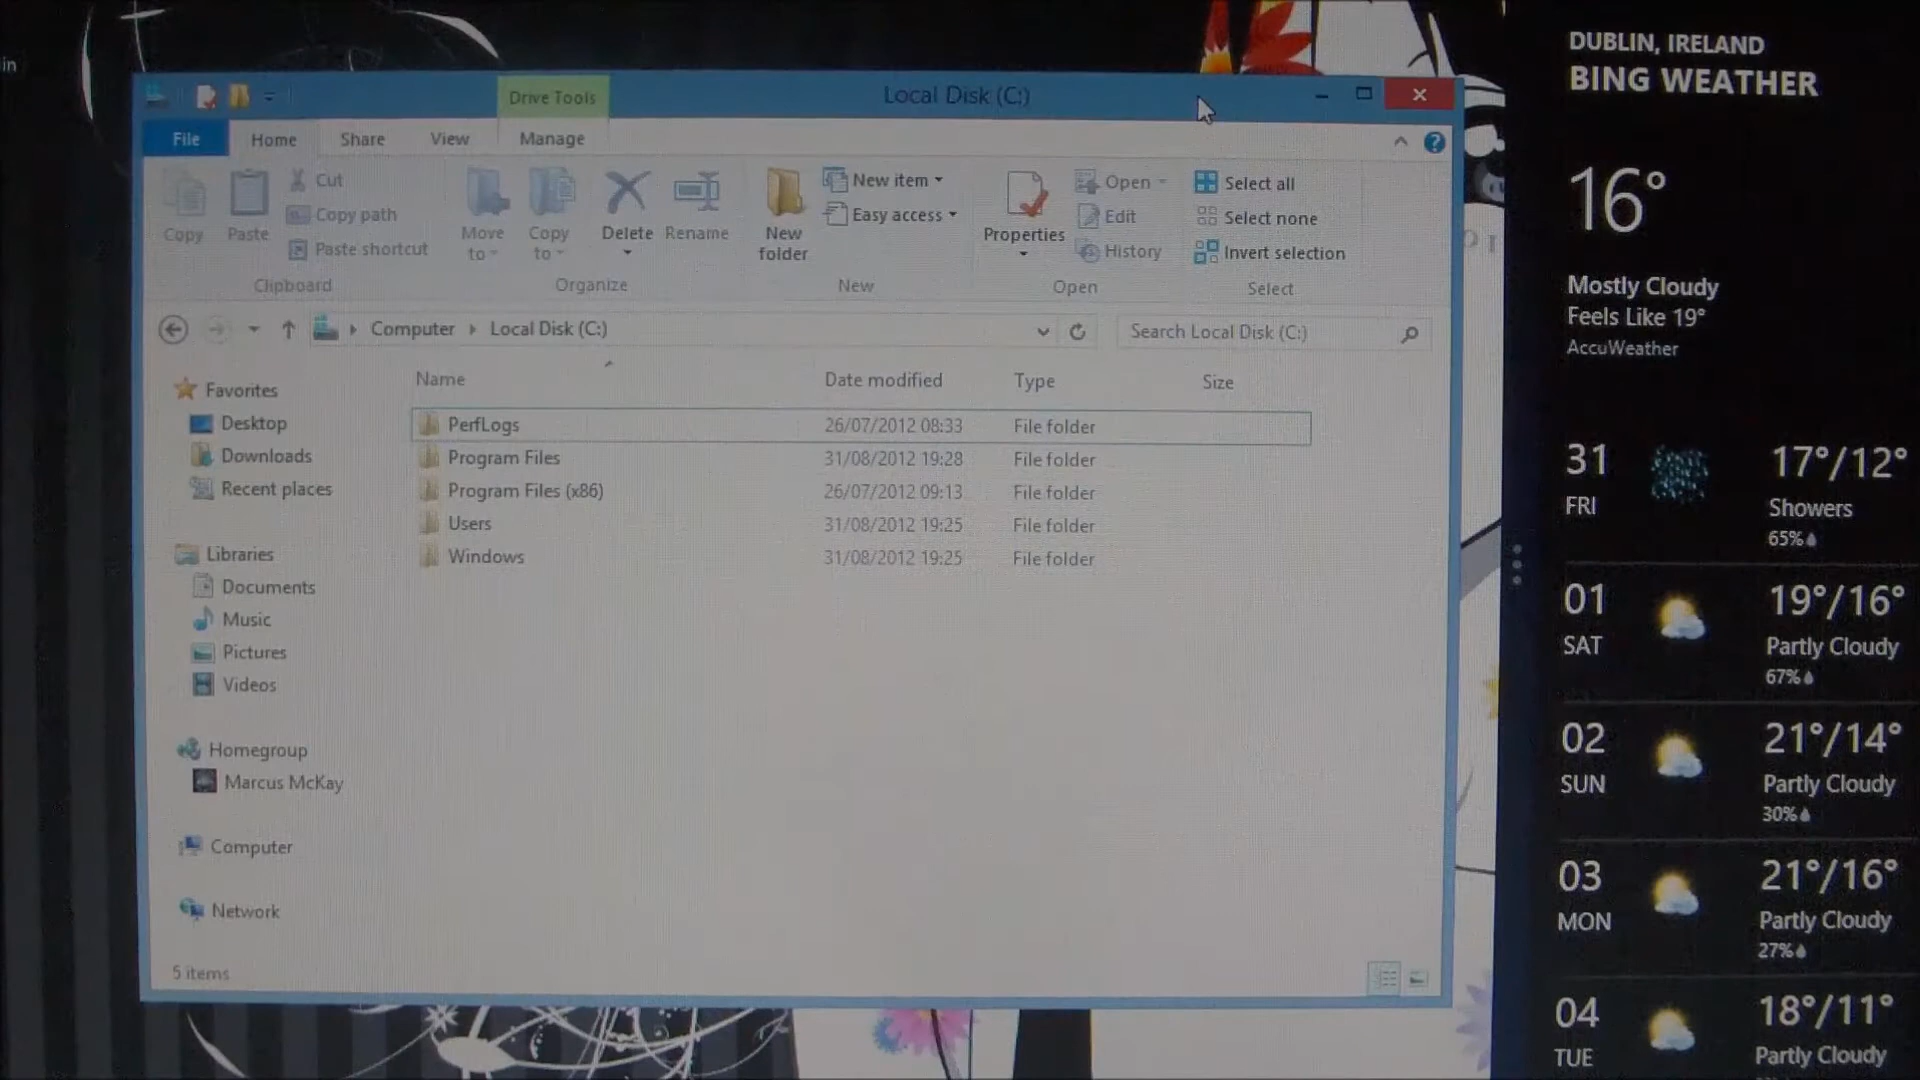 in
Drive Tools
Local Disk (C:)
File
Home
Share
View
Manage
Copy
Paste
Cut
Copy path
Paste shortcut
Clipboard
Move to
Copy to
Delete
Rename
Organize
New folder
New item
Easy access
New
Properties
Open
Edit
History
Open
Select all
Select none
Invert selection
Select
Computer
Local Disk (C:)
Search Local Disk (C:)
Name Date modified Type Size
PerfLogs 26/07/2012 08:33 File folder
Program Files 31/08/2012 19:28 File folder
Program Files (x86) 26/07/2012 09:13 File folder
Users 31/08/2012 19:25 File folder
Windows 31/08/2012 19:25 File folder
Favorites
Desktop
Downloads
Recent places
Libraries
Documents
Music
Pictures
Videos
Homegroup
Marcus McKay
Computer
Network
5 items
DUBLIN, IRELAND
BING WEATHER
16°
Mostly Cloudy
Feels Like 19°
AccuWeather
31 17°/12°
FRI Showers
65%
01 19°/16°
SAT Partly Cloudy
67%
02 21°/14°
SUN Partly Cloudy
30%
03 21°/16°
MON Partly Cloudy
27%
04 18°/11°
TUE Partly Cloudy